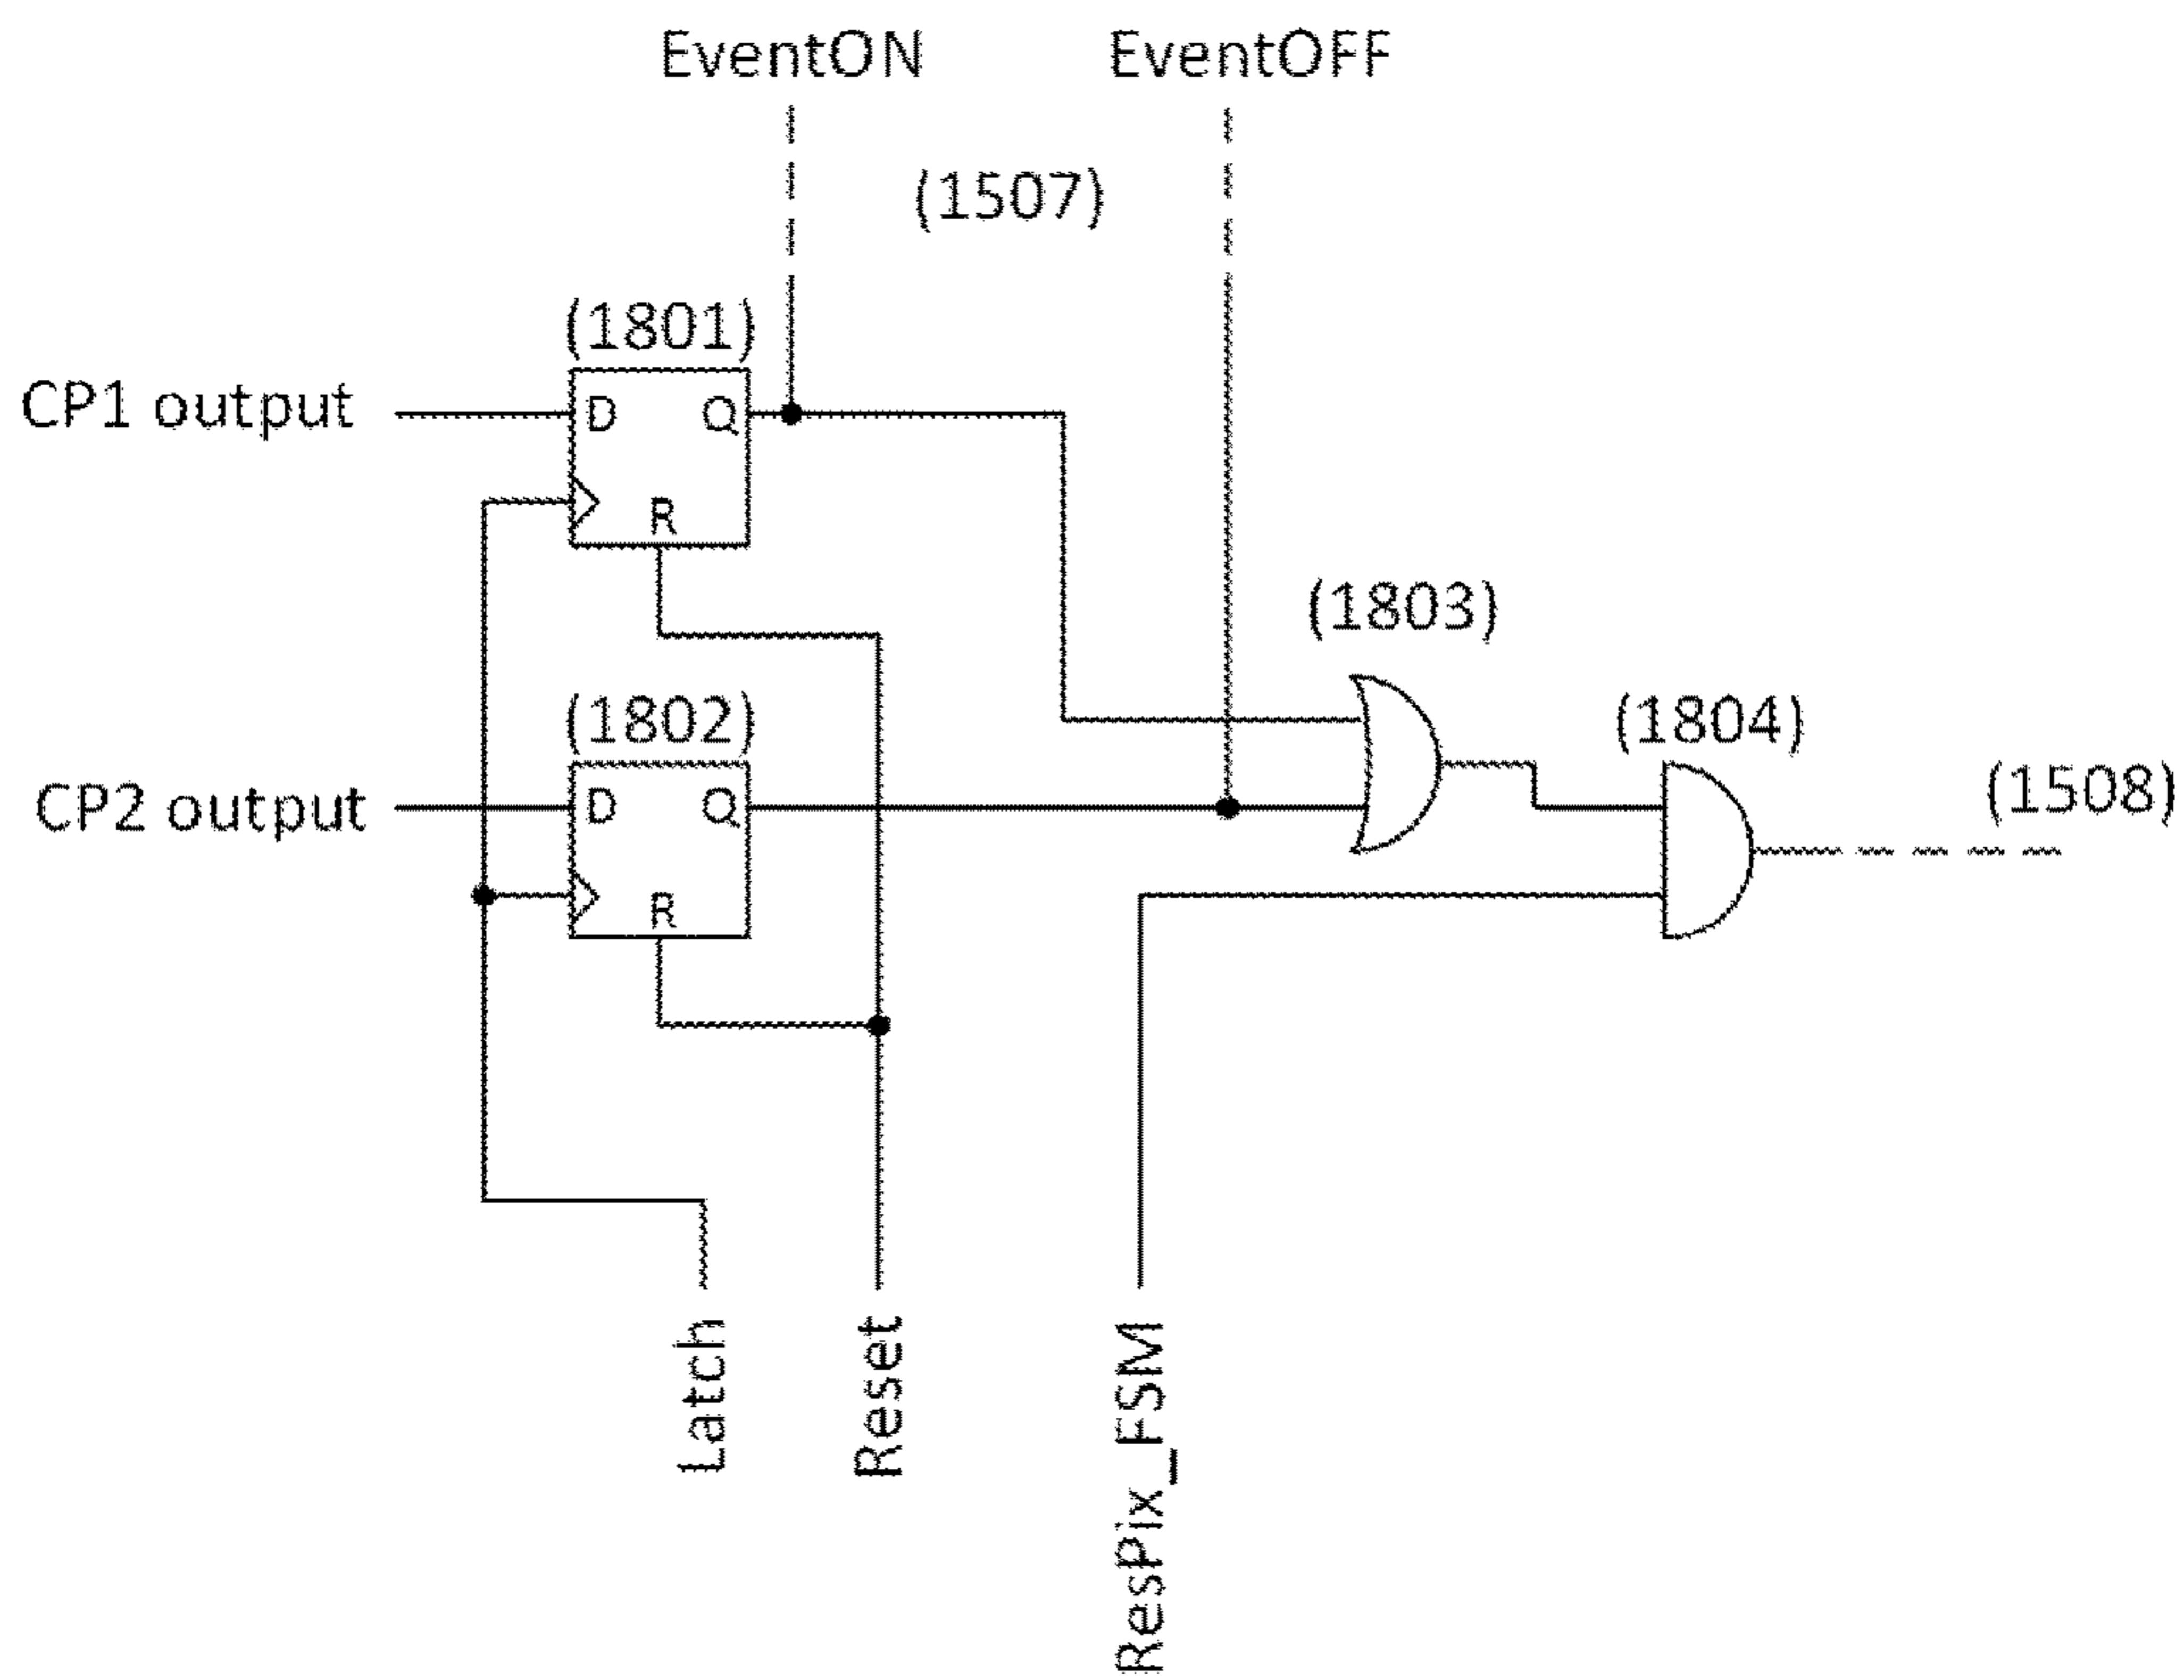 EventON
EventOFF
(1507)
(1801)
CP1 output
D
Q
R
(1803)
(1802)
(1804)
(1508)
CP2 output
D
Q
R
Latch
Reset
ResPix_FSM